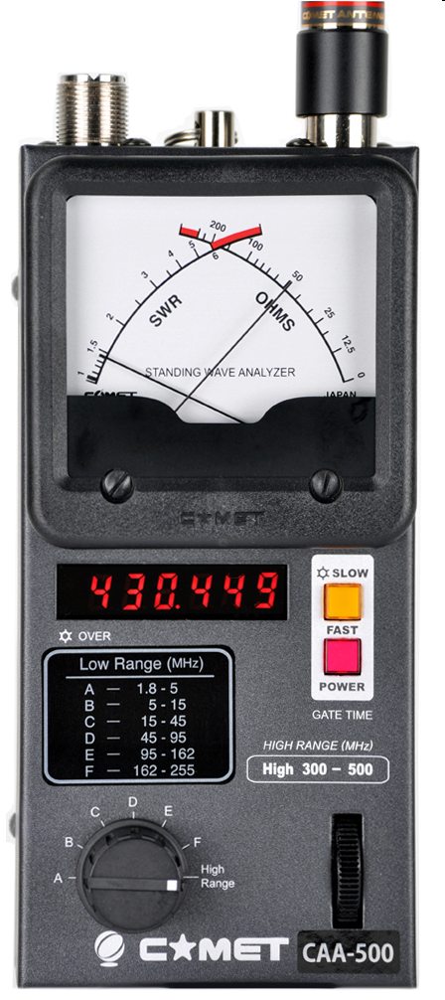 COMET ANTENNA
200
5
6
100
4
3
50
2
SWR
OHMS
25
1.5
12.5
1
STANDING WAVE ANALYZER
0
COMET
JAPAN
C★MET
430.449
SLOW
OVER
FAST
POWER
GATE TIME
Low Range (MHz)
A — 1.8 - 5
B — 5 - 15
C — 15 - 45
D — 45 - 95
E — 95 - 162
F — 162 - 255
HIGH RANGE (MHz)
High 300 – 500
D
C
E
B
F
A
High
Range
C★MET
CAA-500